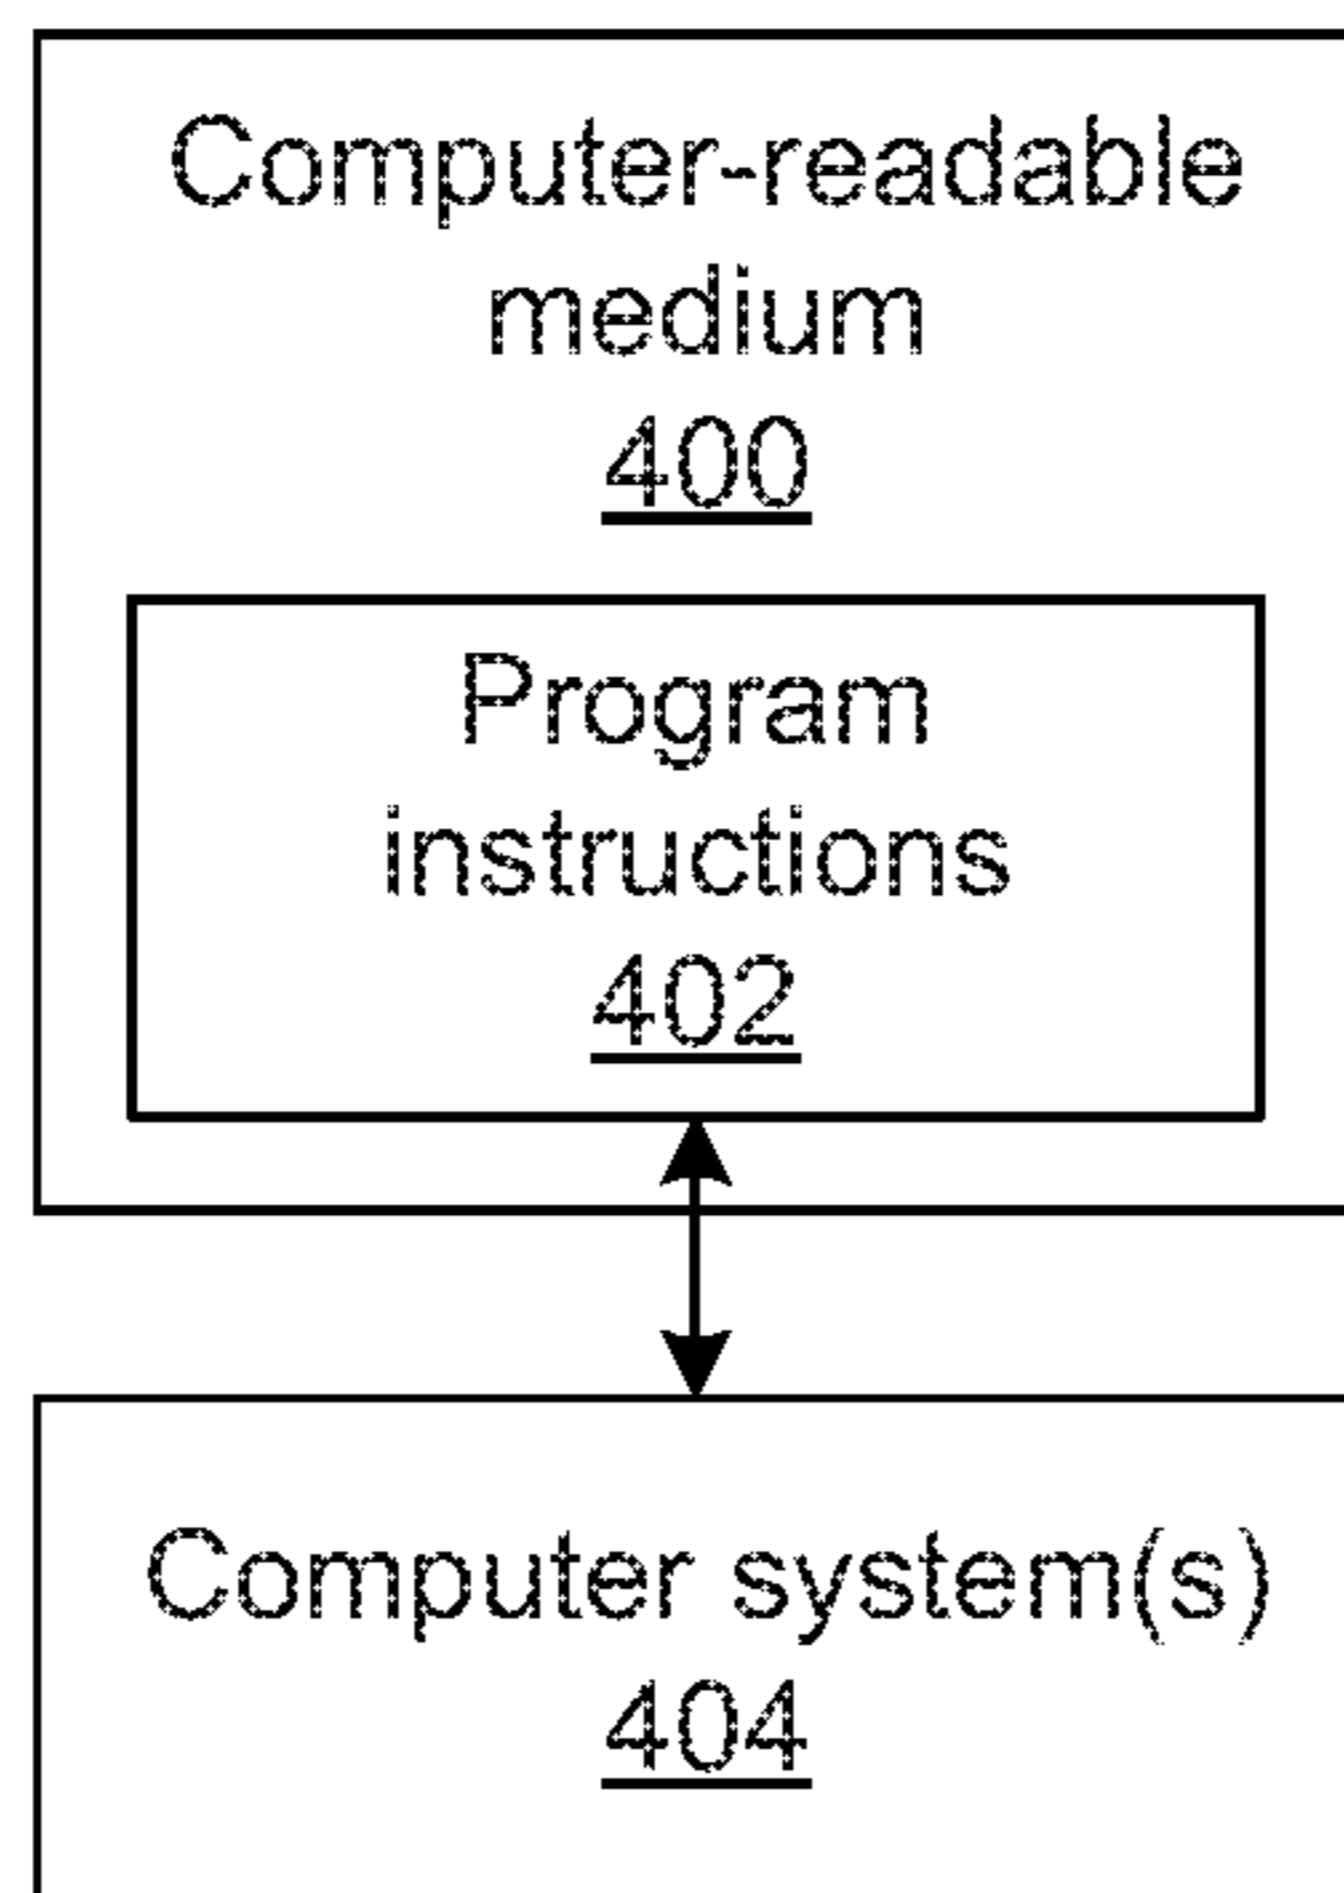 Computer-readable
medium
400
Program
instructions
402
Computer system(s)
404